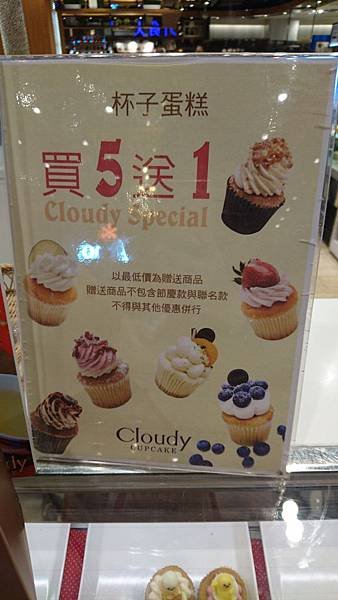 杯子蛋糕
買5送1
Cloudy Special
以最低價為贈送商品
贈送商品不包含節慶款與聯名款
不得與其他優惠併行
Cloudy
CUPCAKE